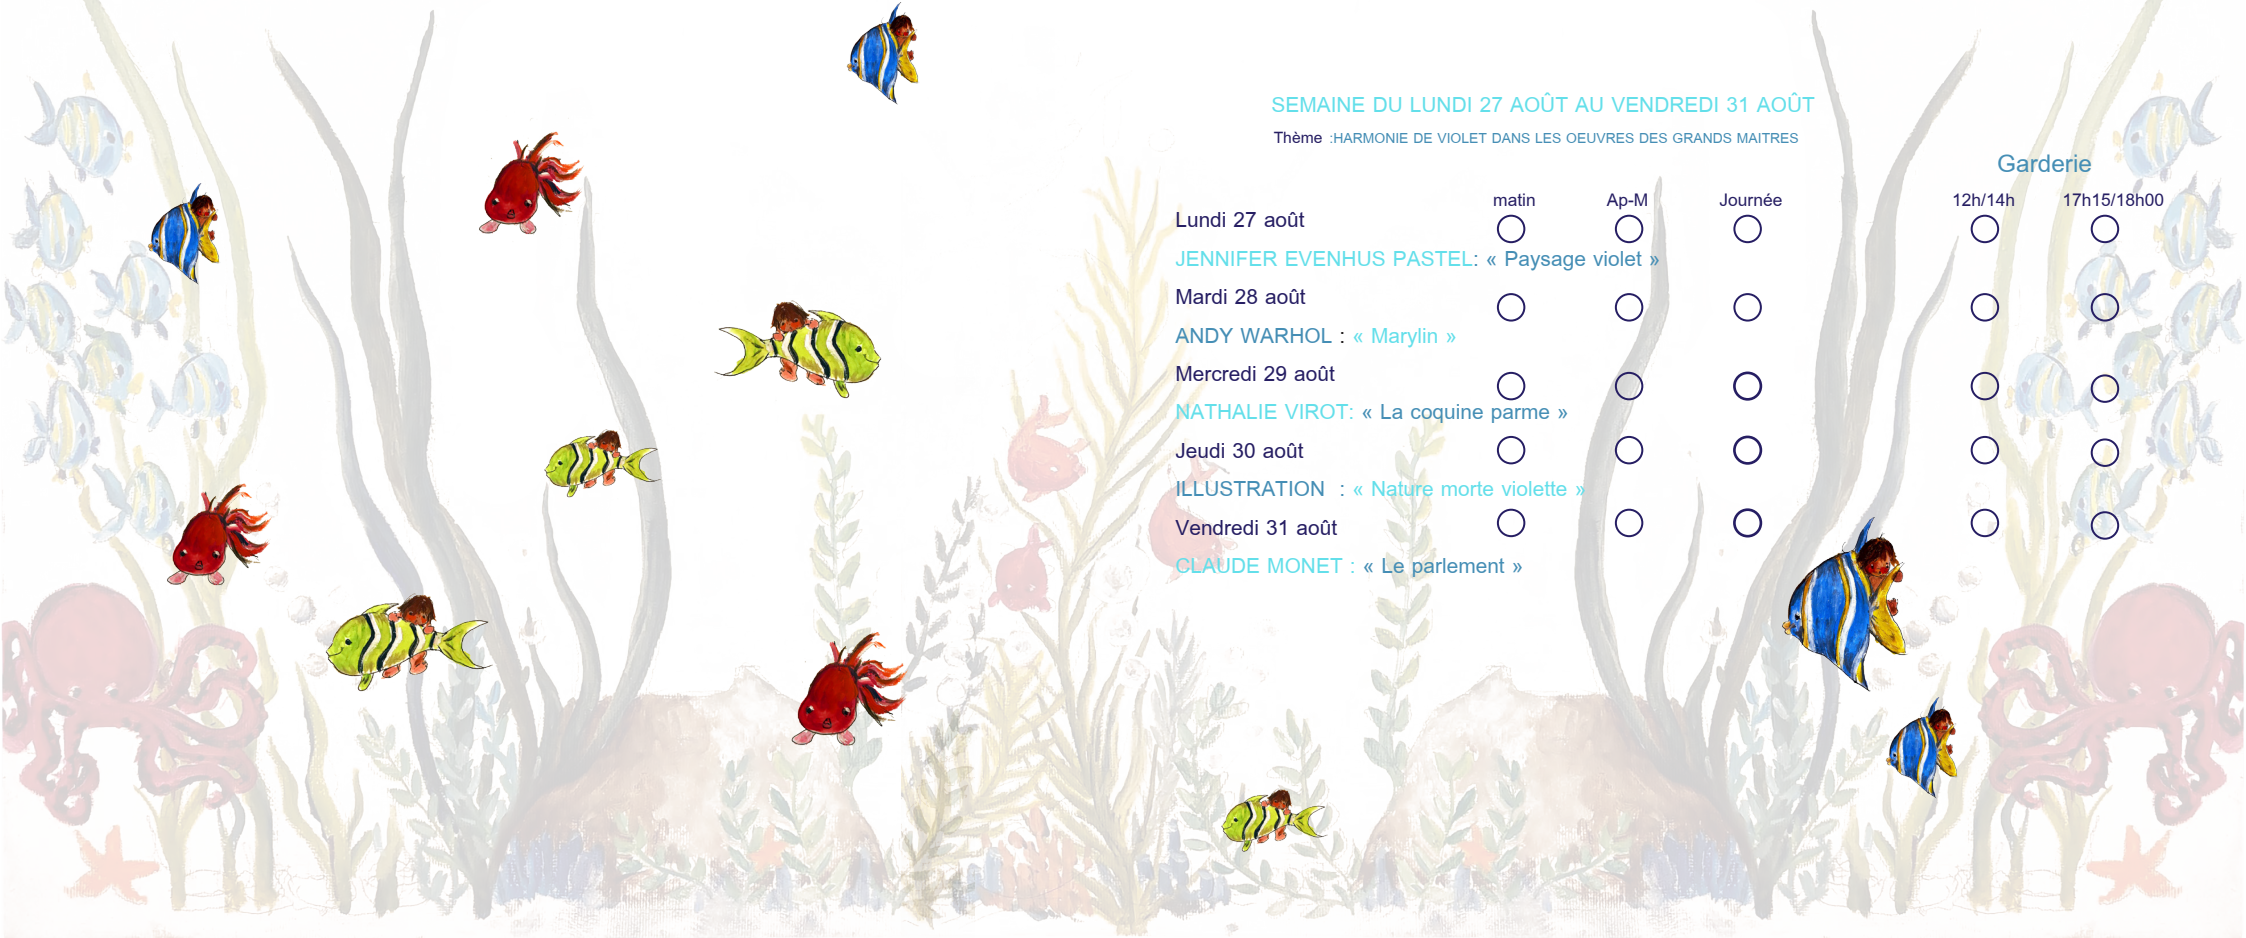 SEMAINE DU LUNDI 27 AOÛT AU VENDREDI 31 AOÛT
Thème :HARMONIE DE VIOLET DANS LES OEUVRES DES GRANDS MAITRES
Garderie
matin Ap-M Journée 12h/14h 17h15/18h00
Lundi 27 août
JENNIFER EVENHUS PASTEL: « Paysage violet »
Mardi 28 août
ANDY WARHOL : « Marylin »
Mercredi 29 août
NATHALIE VIROT: « La coquine parme »
Jeudi 30 août
ILLUSTRATION : « Nature morte violette »
Vendredi 31 août
CLAUDE MONET : « Le parlement »